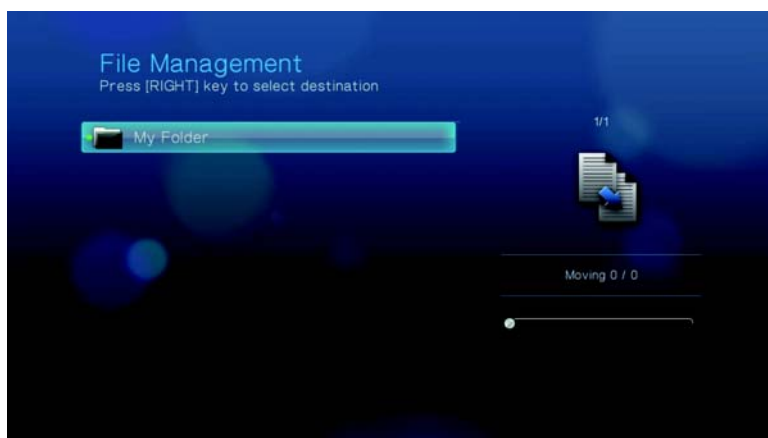 File Management
Press [RIGHT] key to select destination
My Folder
1/1
Moving 0 / 0